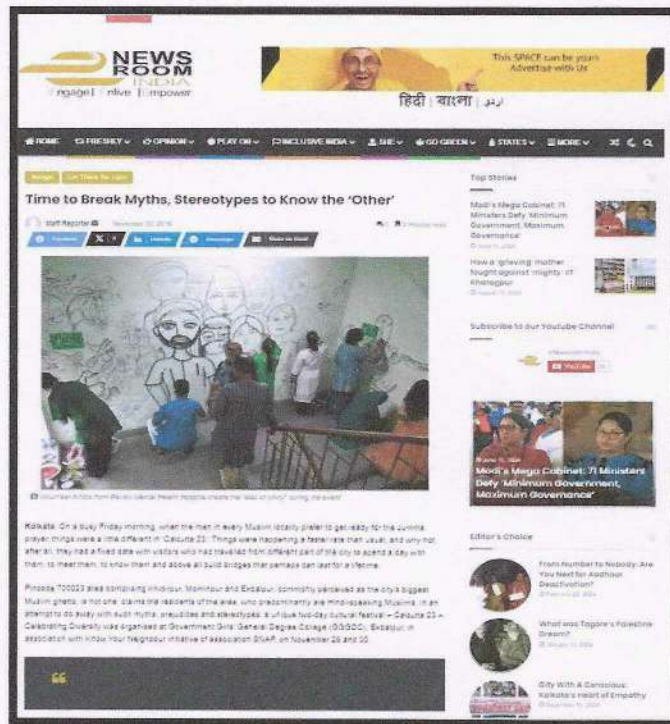 NEWS
ROOM
INDIA
Engage | Enlive | Empower
This SPACE can be yours
Advertise with Us
हिंदी | বাংলা | اردو
HOME FRESHLY OPINION PLAY ON INCLUSIVE INDIA SHE GO GREEN STATES MORE
Bengal Let There Be Light
Time to Break Myths, Stereotypes to Know the 'Other'
Staff Reporter
Kolkata: On a busy Friday morning, when the men in every Muslim locality prefer to get ready for the Jumma
prayer, things were a little different in Calcutta 23. Things were happening a faster rate than usual, and why not,
after all, they had a fixed date with visitors who had travelled from different part of the city to spend a day with
them, to meet them, to know them and above all build bridges that perhaps can last for a lifetime.
Pincode 700023 area comprising Khidirpur, Mominpur and Ekbalpur, commonly perceived as the city's biggest
Muslim ghetto, is not one, claims the residents of the area, who predominantly are Hindi-speaking Muslims. In an
attempt to do away with such myths, prejudices and stereotypes, a unique two-day cultural festival – Calcutta 23 –
Celebrating Diversity was organised at Government Girls' General Degree College (GGGDC), Ekbalpur, in
association with Know Your Neighbour initiative of association SNAP, on November 29 and 30.
Top Stories
Modi's Mega Cabinet: 71
Ministers Defy 'Minimum
Government, Maximum
Governance'
How a 'grieving' mother
fought against 'mighty' IIT
Kharagpur
Subscribe to our Youtube Channel
YouTube
Modi's Mega Cabinet: 71 Ministers
Defy 'Minimum Government,
Maximum Governance'
Editor's Choice
From Number to Nobody: Are
You Next for Aadhaar
Deactivation?
What was Tagore's Palestine
Dream?
City With A Conscious:
Kolkata's Heart of Empathy